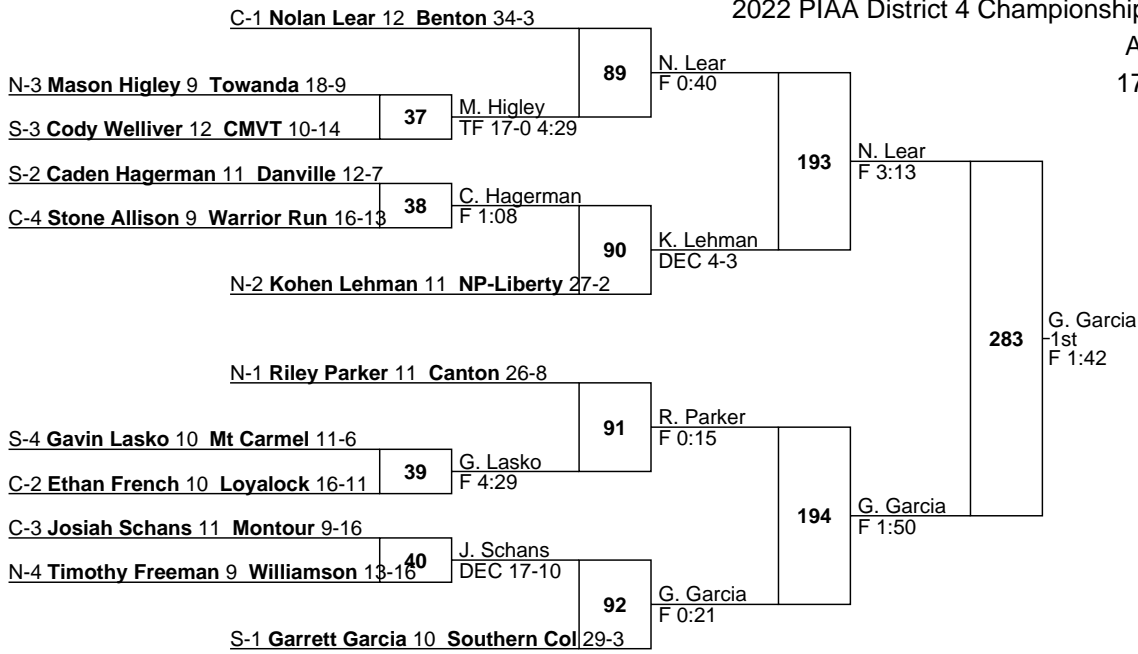 2022 PIAA District 4 Championship
A
17
C-1 Nolan Lear 12 Benton 34-3
89
N. Lear
F 0:40
N-3 Mason Higley 9 Towanda 18-9
37
M. Higley
TF 17-0 4:29
S-3 Cody Welliver 12 CMVT 10-14
193
N. Lear
F 3:13
S-2 Caden Hagerman 11 Danville 12-7
38
C. Hagerman
F 1:08
C-4 Stone Allison 9 Warrior Run 16-13
90
K. Lehman
DEC 4-3
N-2 Kohen Lehman 11 NP-Liberty 27-2
283
G. Garcia
1st
F 1:42
N-1 Riley Parker 11 Canton 26-8
91
R. Parker
F 0:15
S-4 Gavin Lasko 10 Mt Carmel 11-6
39
G. Lasko
F 4:29
C-2 Ethan French 10 Loyalock 16-11
194
G. Garcia
F 1:50
C-3 Josiah Schans 11 Montour 9-16
40
J. Schans
DEC 17-10
N-4 Timothy Freeman 9 Williamson 13-16
92
G. Garcia
F 0:21
S-1 Garrett Garcia 10 Southern Col 29-3